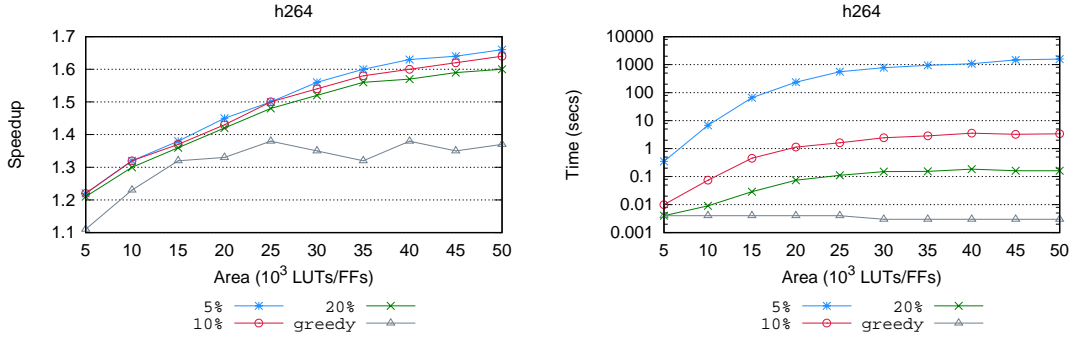 h264
1.7
1.6
1.5
1.4
1.3
1.2
1.1
Speedup
5 10 15 20 25 30 35 40 45 50
Area (10³ LUTs/FFs)
5% 20%
10% greedy
h264
10000
1000
100
10
1
0.1
0.01
0.001
Time (secs)
5 10 15 20 25 30 35 40 45 50
Area (10³ LUTs/FFs)
5% 20%
10% greedy